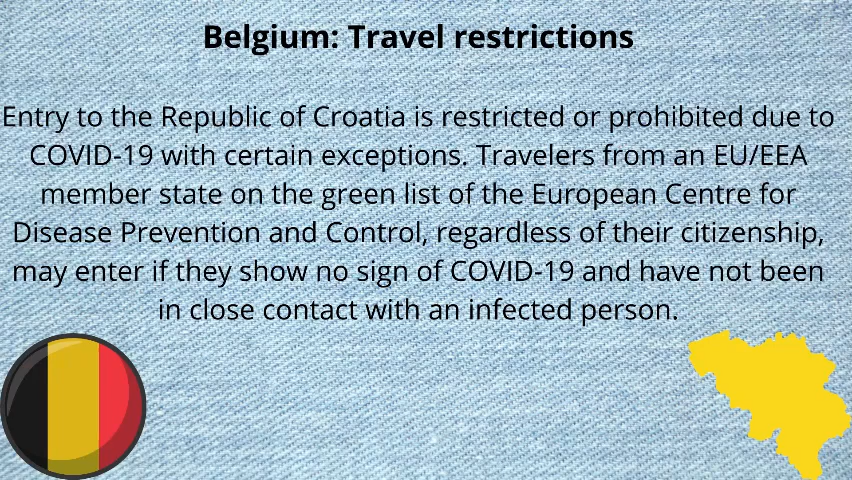 Belgium: Travel restrictions
Entry to the Republic of Croatia is restricted or prohibited due to
COVID-19 with certain exceptions. Travelers from an EU/EEA
member state on the green list of the European Centre for
Disease Prevention and Control, regardless of their citizenship,
may enter if they show no sign of COVID-19 and have not been
in close contact with an infected person.